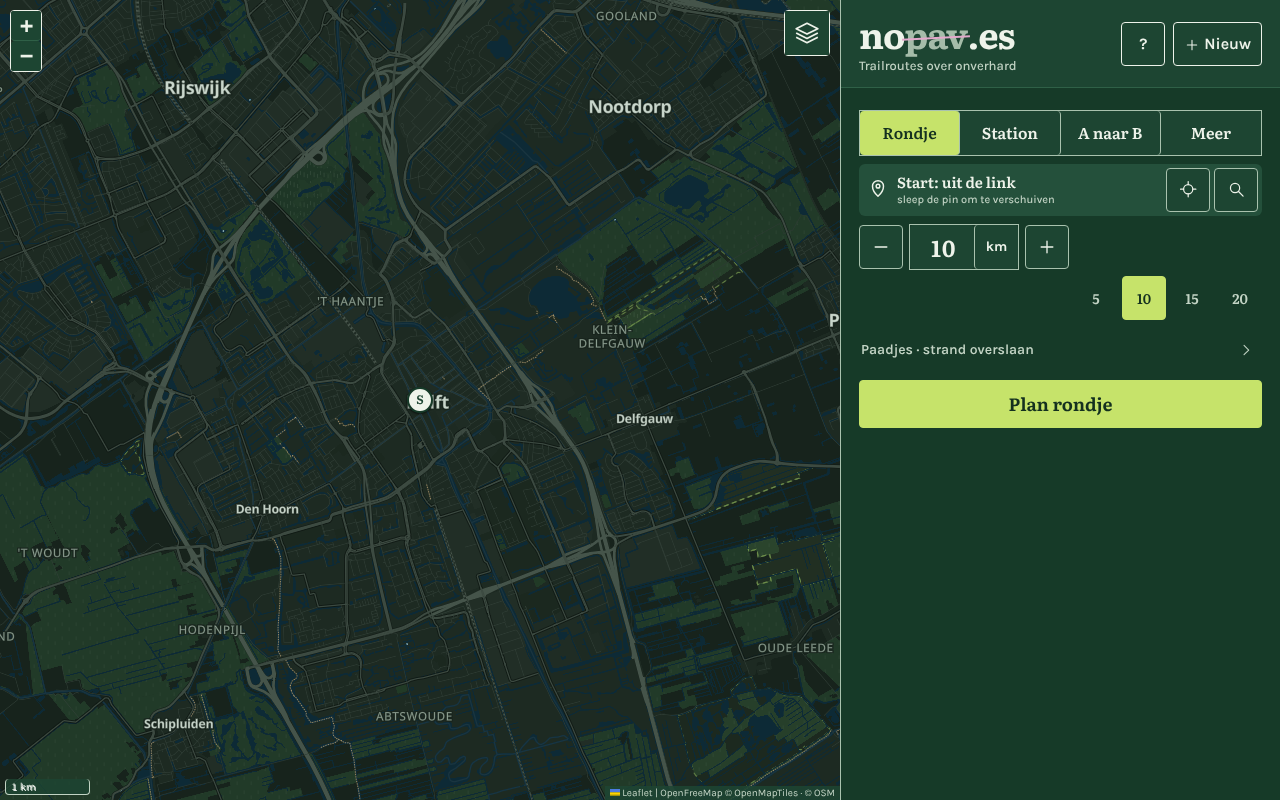 +
−
GOOLAND
Rijswijk
Nootdorp
'T HAANTJE
KLEIN-
DELFGAUW
P
S
ft
Delfgauw
Den Hoorn
'T WOUDT
HODENPIJL
ND
OUDE LEEDE
ABTSWOUDE
Schipluiden
1 km
Leaflet | OpenFreeMap © OpenMapTiles · © OSM
nopav.es
Trailroutes over onverhard
?
+ Nieuw
Rondje Station A naar B Meer
Start: uit de link
sleep de pin om te verschuiven
− 10 km +
5 10 15 20
Paadjes · strand overslaan
Plan rondje